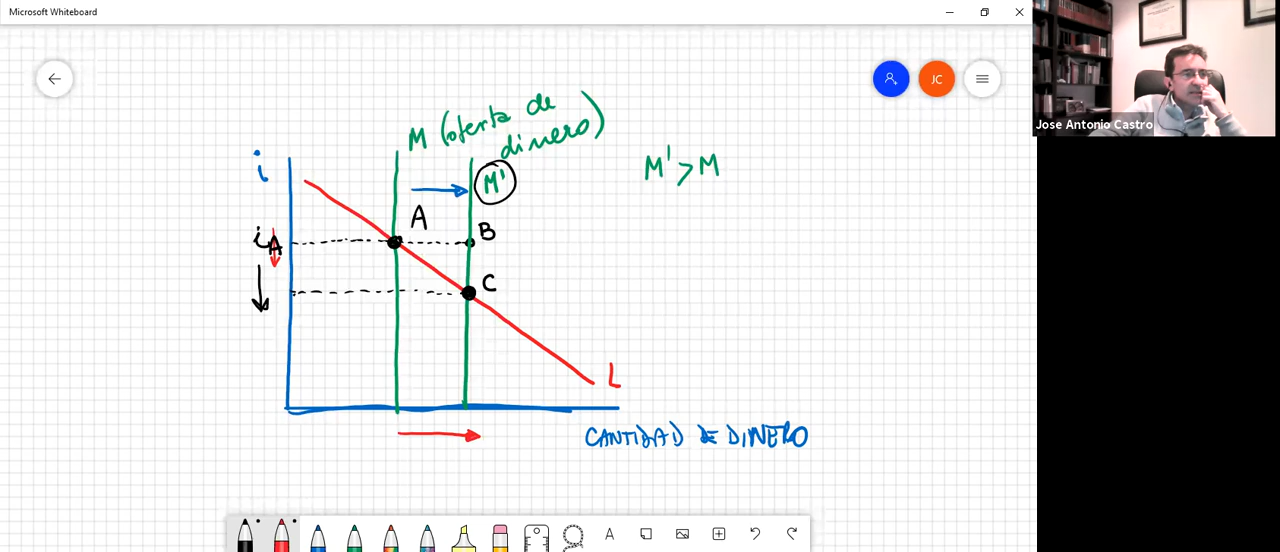 Microsoft Whiteboard
JC
Jose Antonio Castro
M (oferta de
dinero)
M' > M
i
M'
A
B
i A
C
L
CANTIDAD DE DINERO
A